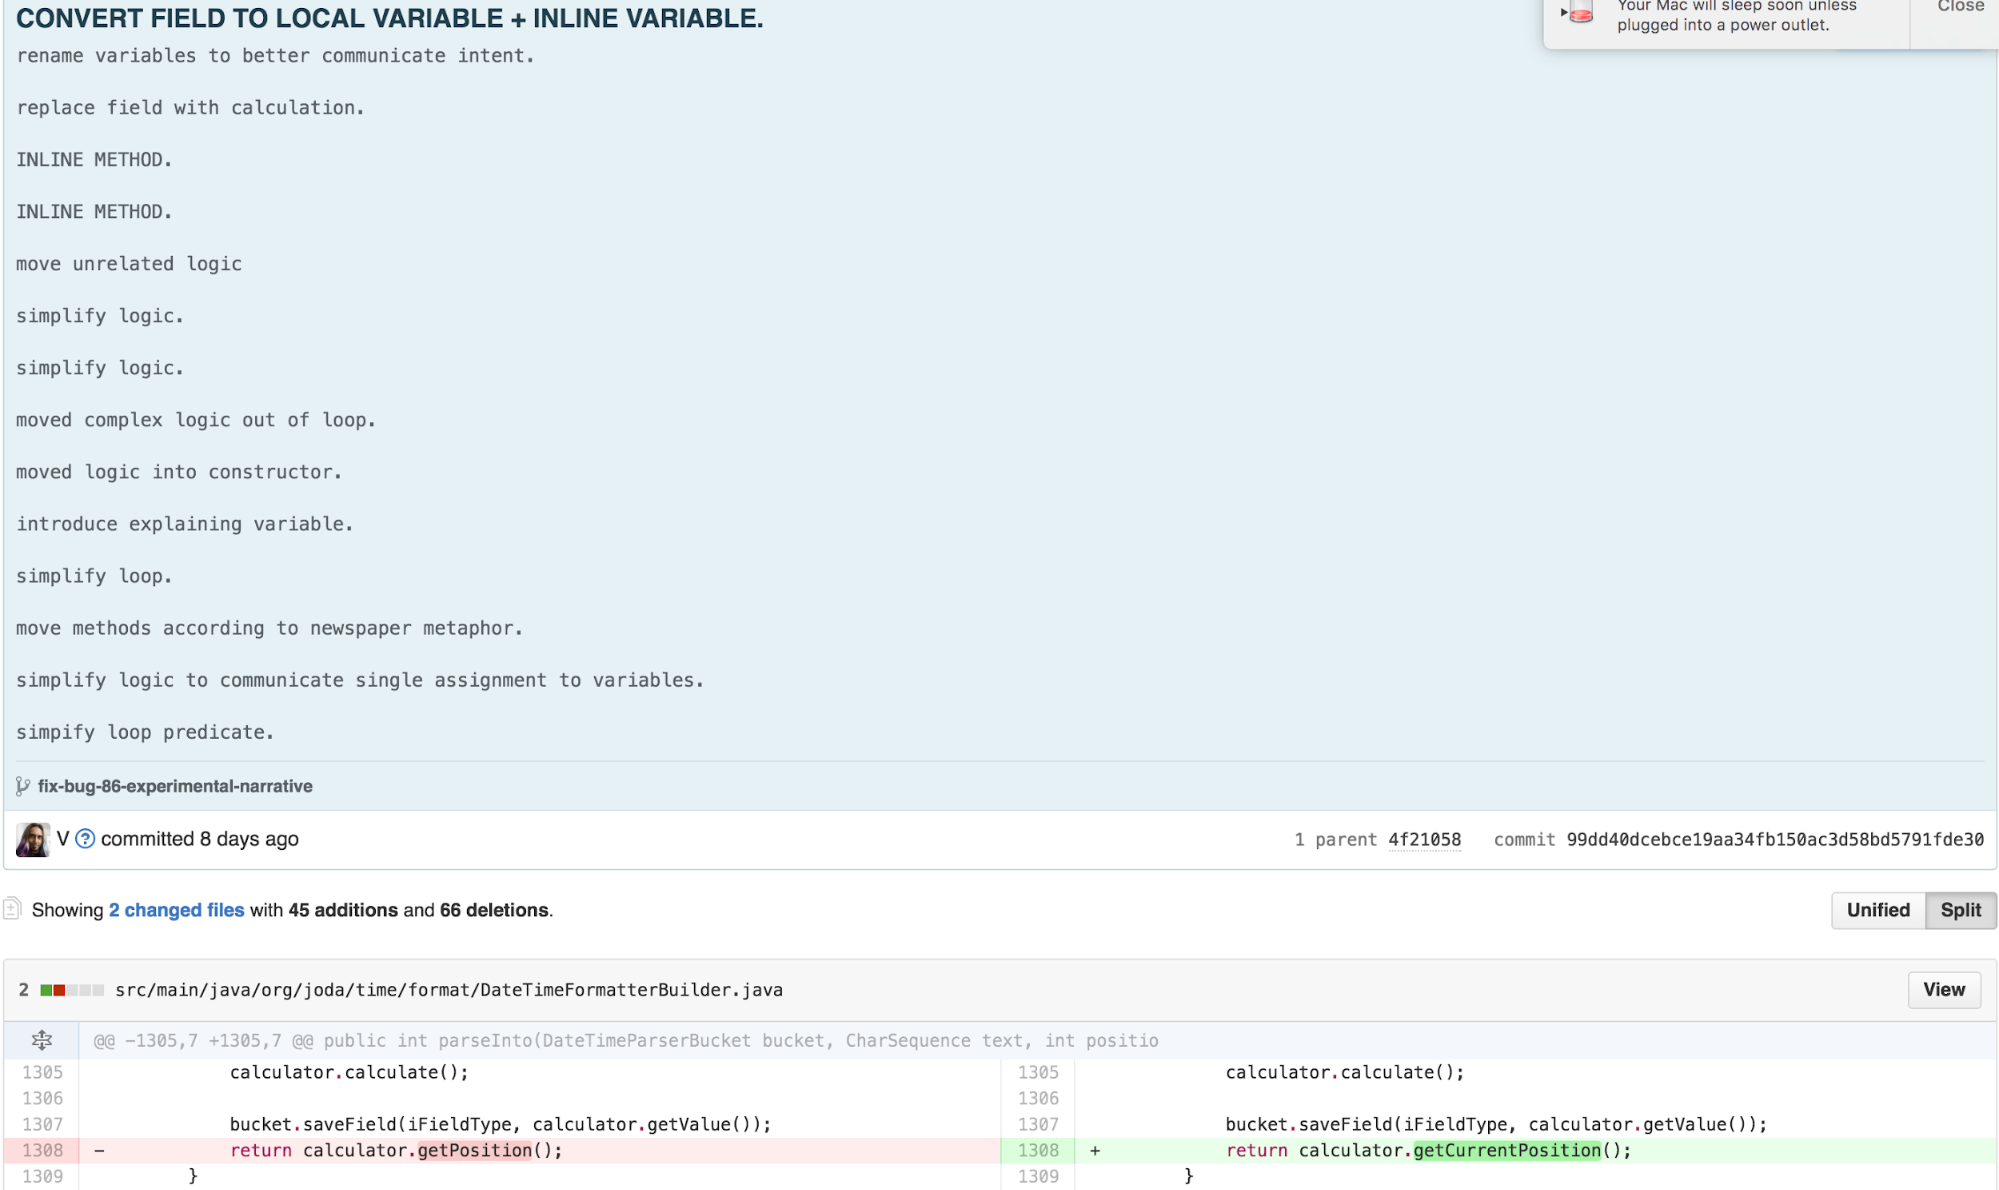 CONVERT FIELD TO LOCAL VARIABLE + INLINE VARIABLE.
Your Mac will sleep soon unless
plugged into a power outlet.
Close
rename variables to better communicate intent.
replace field with calculation.
INLINE METHOD.
INLINE METHOD.
move unrelated logic
simplify logic.
simplify logic.
moved complex logic out of loop.
moved logic into constructor.
introduce explaining variable.
simplify loop.
move methods according to newspaper metaphor.
simplify logic to communicate single assignment to variables.
simpify loop predicate.
fix-bug-86-experimental-narrative
V ? committed 8 days ago 1 parent 4f21058 commit 99dd40dcebce19aa34fb150ac3d58bd5791fde30
Showing 2 changed files with 45 additions and 66 deletions. Unified Split
2 src/main/java/org/joda/time/format/DateTimeFormatterBuilder.java View
@@ -1305,7 +1305,7 @@ public int parseInto(DateTimeParserBucket bucket, CharSequence text, int positio
1305 calculator.calculate(); 1305 calculator.calculate();
1306 1306
1307 bucket.saveField(iFieldType, calculator.getValue()); 1307 bucket.saveField(iFieldType, calculator.getValue());
1308 - return calculator.getPosition(); 1308 + return calculator.getCurrentPosition();
1309 } 1309 }